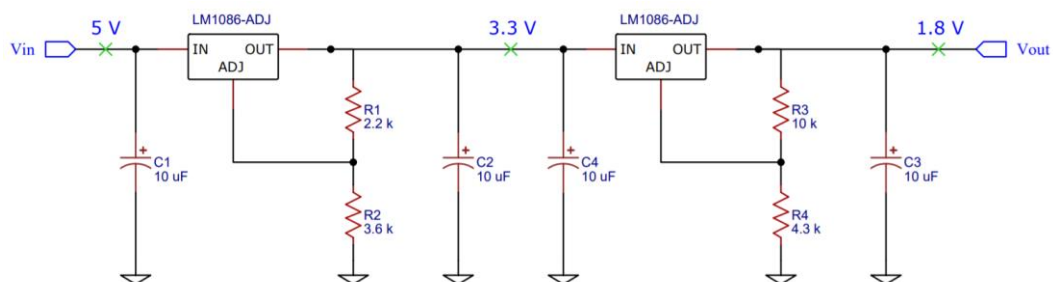 LM1086-ADJ
LM1086-ADJ
Vin
5 V
IN
OUT
ADJ
3.3 V
IN
OUT
ADJ
1.8 V
Vout
R1
2.2 k
R3
10 k
C1
10 uF
C2
10 uF
C4
10 uF
C3
10 uF
R2
3.6 k
R4
4.3 k